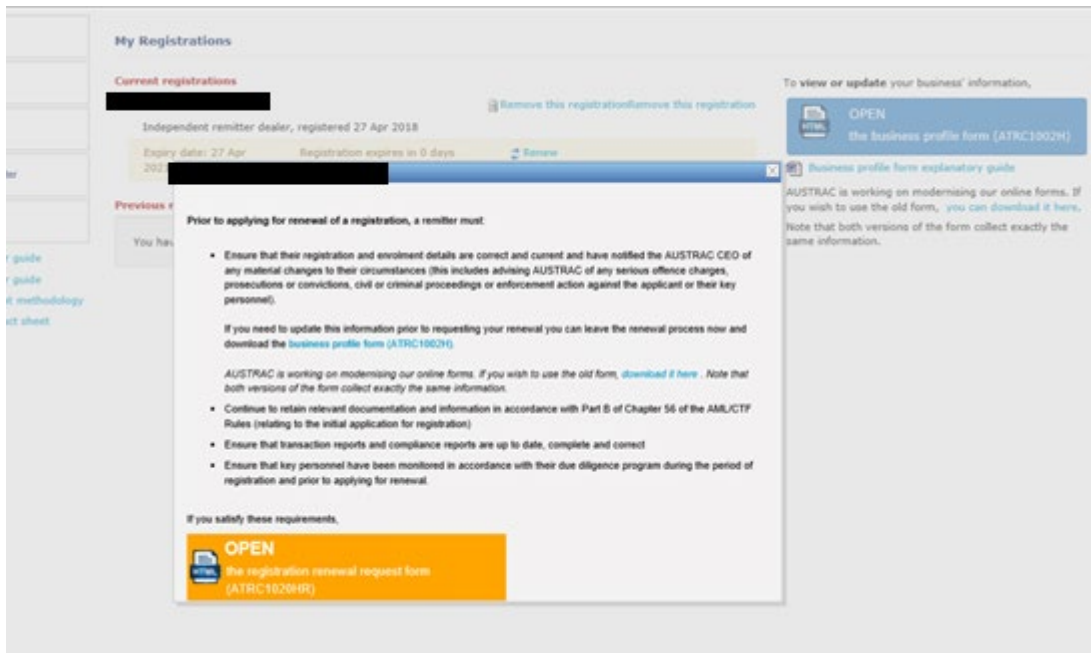 My Registrations
Current registrations
Remove this registrationRemove this registration
Independent remitter dealer, registered 27 Apr 2018
Expiry date: 27 Apr
Registration expires in 0 days
Renew
Previous
You hav
guide
guide
methodology
ct sheet
To view or update your business' information,
OPEN
the business profile form (ATRC1002H)
Business profile form explanatory guide
AUSTRAC is working on modernising our online forms. If
you wish to use the old form, you can download it here.
Note that both versions of the form collect exactly the
same information.
Prior to applying for renewal of a registration, a remitter must:
• Ensure that their registration and enrolment details are correct and current and have notified the AUSTRAC CEO of
any material changes to their circumstances (this includes advising AUSTRAC of any serious offence charges,
prosecutions or convictions, civil or criminal proceedings or enforcement action against the applicant or their key
personnel).
If you need to update this information prior to requesting your renewal you can leave the renewal process now and
download the business profile form (ATRC1002H).
AUSTRAC is working on modernising our online forms. If you wish to use the old form, download it here . Note that
both versions of the form collect exactly the same information.
• Continue to retain relevant documentation and information in accordance with Part B of Chapter 56 of the AML/CTF
Rules (relating to the initial application for registration)
• Ensure that transaction reports and compliance reports are up to date, complete and correct
• Ensure that key personnel have been monitored in accordance with their due diligence program during the period of
registration and prior to applying for renewal.
If you satisfy these requirements,
HTML
OPEN
the registration renewal request form
(ATRC1020HR)